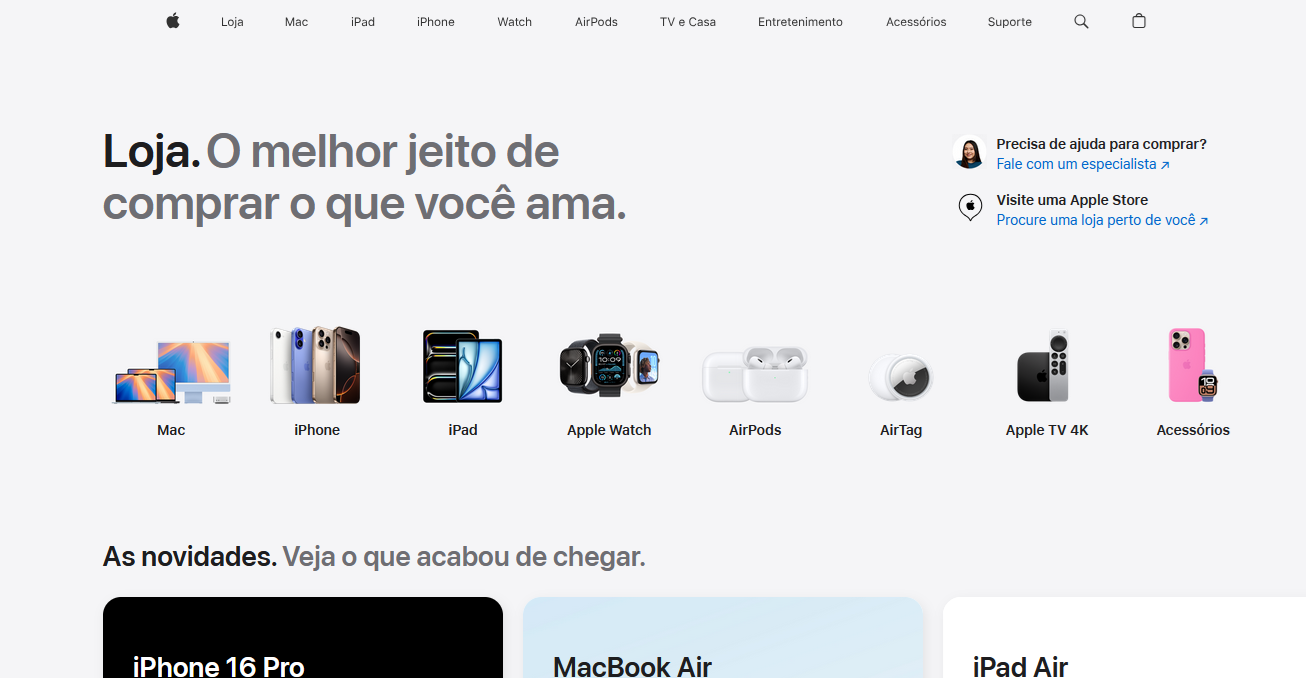 Loja Mac iPad iPhone Watch AirPods TV e Casa Entretenimento Acessórios Suporte
Loja. O melhor jeito de
comprar o que você ama.
Precisa de ajuda para comprar?
Fale com um especialista ↗
Visite uma Apple Store
Procure uma loja perto de você ↗
Mac iPhone iPad Apple Watch AirPods AirTag Apple TV 4K Acessórios
As novidades. Veja o que acabou de chegar.
iPhone 16 Pro MacBook Air iPad Air